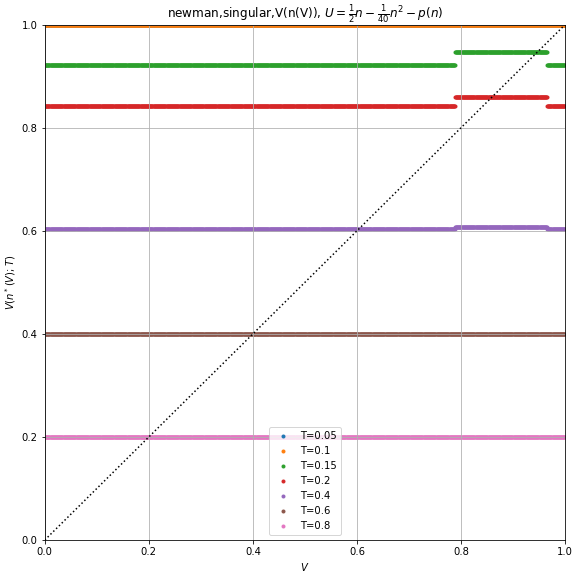 newman,singular,V(n(V)), $U = \frac{1}{2}n - \frac{1}{40}n^2 - p(n)$
1.0
0.8
0.6
0.4
0.2
0.0
V(n*(V); T)
T=0.05
T=0.1
T=0.15
T=0.2
T=0.4
T=0.6
T=0.8
0.0 0.2 0.4 0.6 0.8 1.0
V